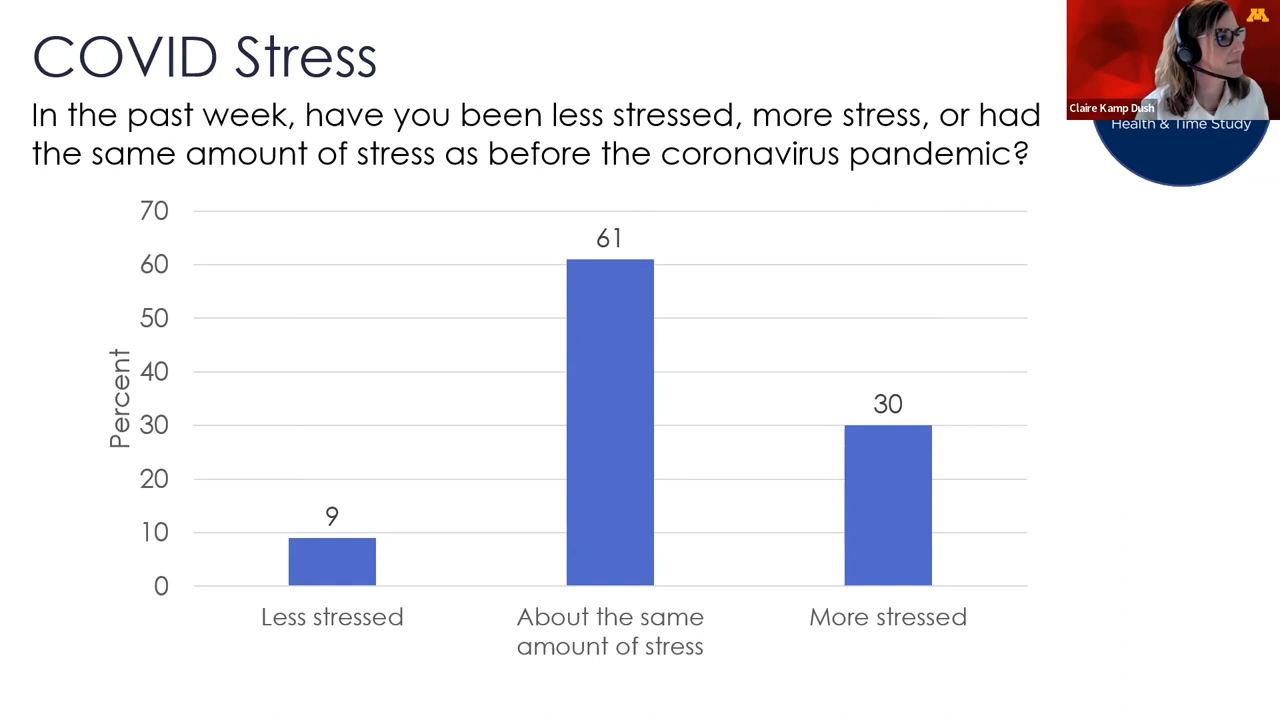 COVID Stress
In the past week, have you been less stressed, more stress, or had
the same amount of stress as before the coronavirus pandemic?
Claire Kamp Dush
Health & Time Study
Percent
70
60
50
40
30
20
10
0
9
61
30
Less stressed
About the same
amount of stress
More stressed